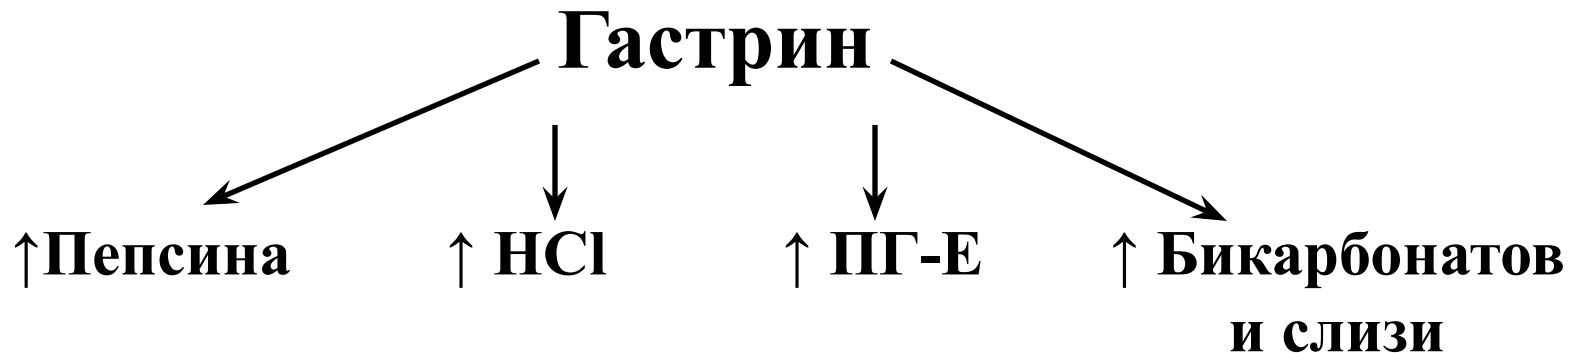 Гастрин
↑Пепсина ↑ HCl ↑ ПГ-Е ↑ Бикарбонатов
и слизи